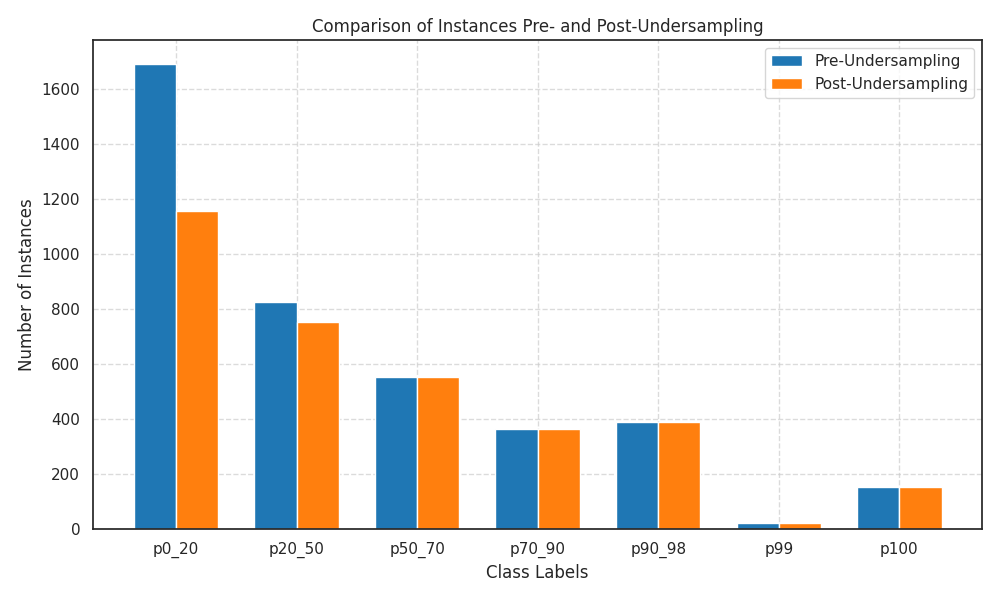 Comparison of Instances Pre- and Post-Undersampling
Pre-Undersampling
Post-Undersampling
Number of Instances
1600
1400
1200
1000
800
600
400
200
0
p0_20 p20_50 p50_70 p70_90 p90_98 p99 p100
Class Labels